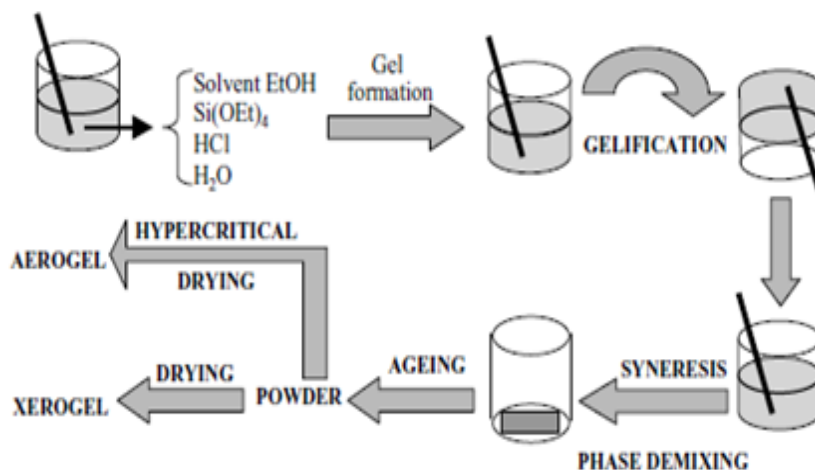 Solvent EtOH
Si(OEt)₄
HCl
H₂O
Gel
formation
GELIFICATION
HYPERCRITICAL
DRYING
AEROGEL
SYNERESIS
PHASE DEMIXING
AGEING
POWDER
DRYING
XEROGEL